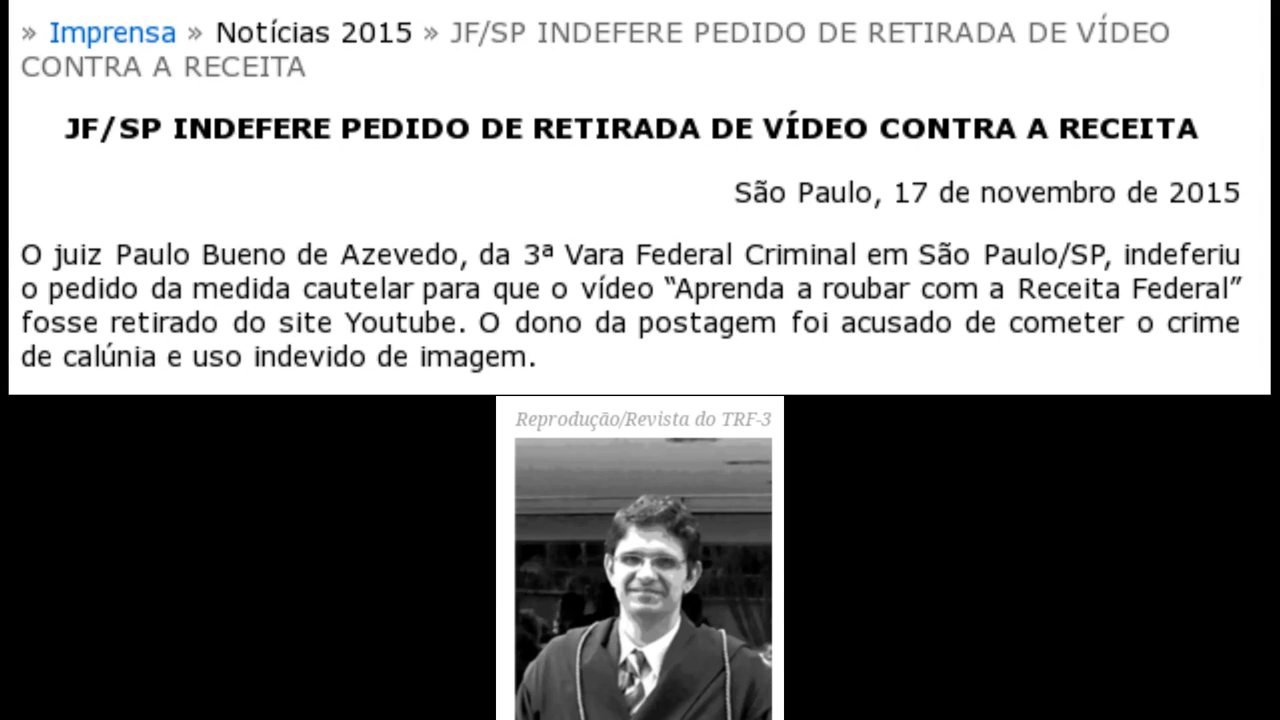 » Imprensa » Notícias 2015 » JF/SP INDEFERE PEDIDO DE RETIRADA DE VÍDEO
CONTRA A RECEITA
JF/SP INDEFERE PEDIDO DE RETIRADA DE VÍDEO CONTRA A RECEITA
São Paulo, 17 de novembro de 2015
O juiz Paulo Bueno de Azevedo, da 3ª Vara Federal Criminal em São Paulo/SP, indeferiu
o pedido da medida cautelar para que o vídeo “Aprenda a roubar com a Receita Federal”
fosse retirado do site Youtube. O dono da postagem foi acusado de cometer o crime
de calúnia e uso indevido de imagem.
Reprodução/Revista do TRF-3